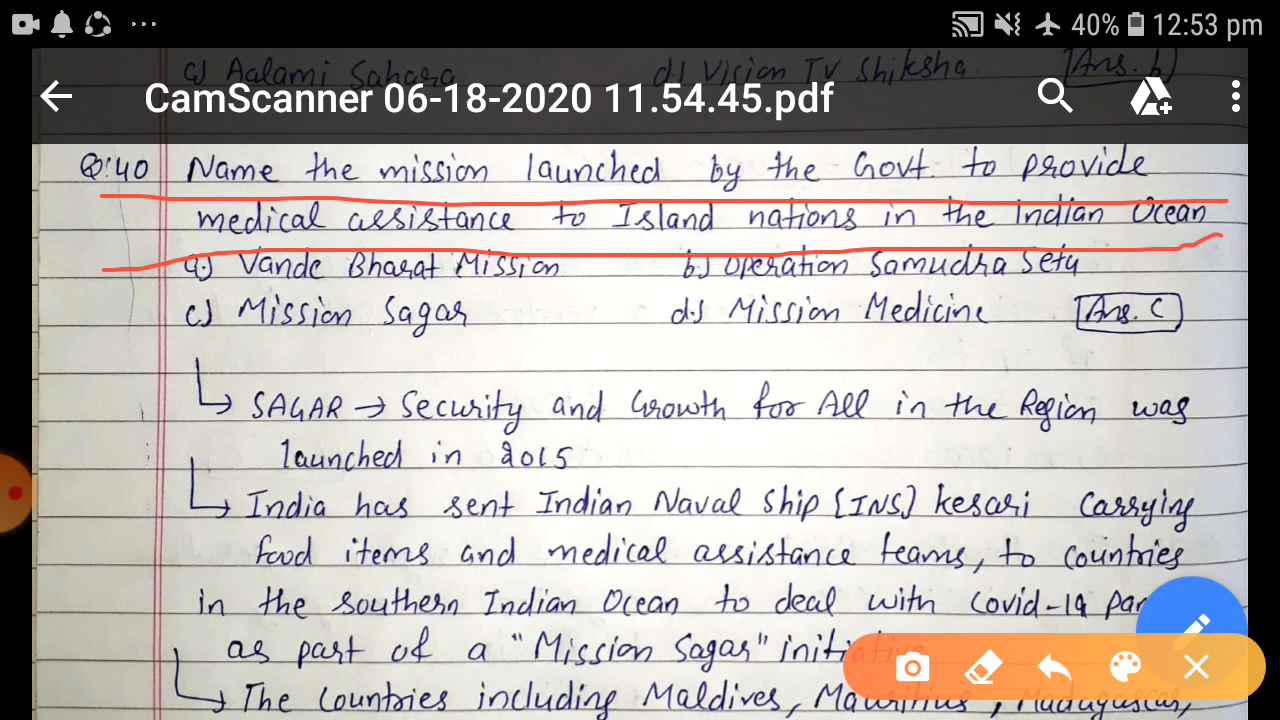 40% 12:53 pm
c) Aalami Sahara d.) Vision TV Shiksha [Ans. b)
CamScanner 06-18-2020 11.54.45.pdf
Q:40 Name the mission launched by the Govt. to provide
medical assistance to Island nations in the Indian Ocean
a.) Vande Bharat Mission b.) Operation Samudra Setu
c) Mission Sagar d.) Mission Medicine [Ans. C]
SAGAR → Security and Growth for All in the Region was
launched in 2015
India has sent Indian Naval Ship [INS] kesari Carrying
food items and medical assistance teams, to countries
in the Southern Indian Ocean to deal with Covid-19
as part of a "Mission Sagar" initiative
The Countries including Maldives, Mauritius, Madagascar,